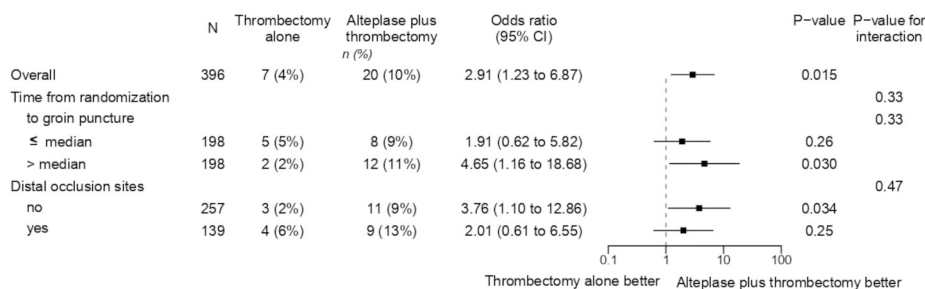 N Thrombectomy alone Alteplase plus thrombectomy Odds ratio (95% CI) P−value P−value for interaction
n (%)
Overall 396 7 (4%) 20 (10%) 2.91 (1.23 to 6.87) 0.015
Time from randomization 0.33
to groin puncture 0.33
≤ median 198 5 (5%) 8 (9%) 1.91 (0.62 to 5.82) 0.26
> median 198 2 (2%) 12 (11%) 4.65 (1.16 to 18.68) 0.030
Distal occlusion sites 0.47
no 257 3 (2%) 11 (9%) 3.76 (1.10 to 12.86) 0.034
yes 139 4 (6%) 9 (13%) 2.01 (0.61 to 6.55) 0.25
0.1 1 10 100
Thrombectomy alone better Alteplase plus thrombectomy better